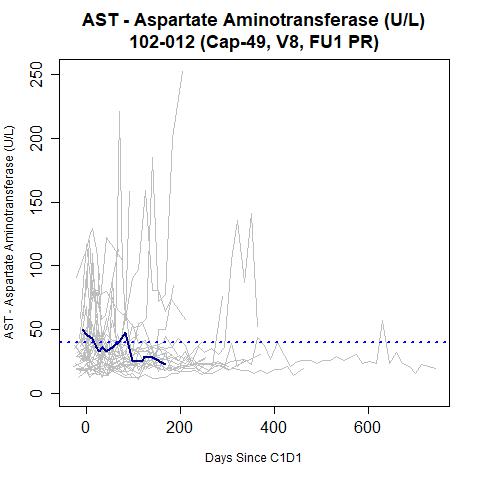 AST - Aspartate Aminotransferase (U/L)
102-012 (Cap-49, V8, FU1 PR)
AST - Aspartate Aminotransferase (U/L)
250
200
150
100
50
0
0 200 400 600
Days Since C1D1